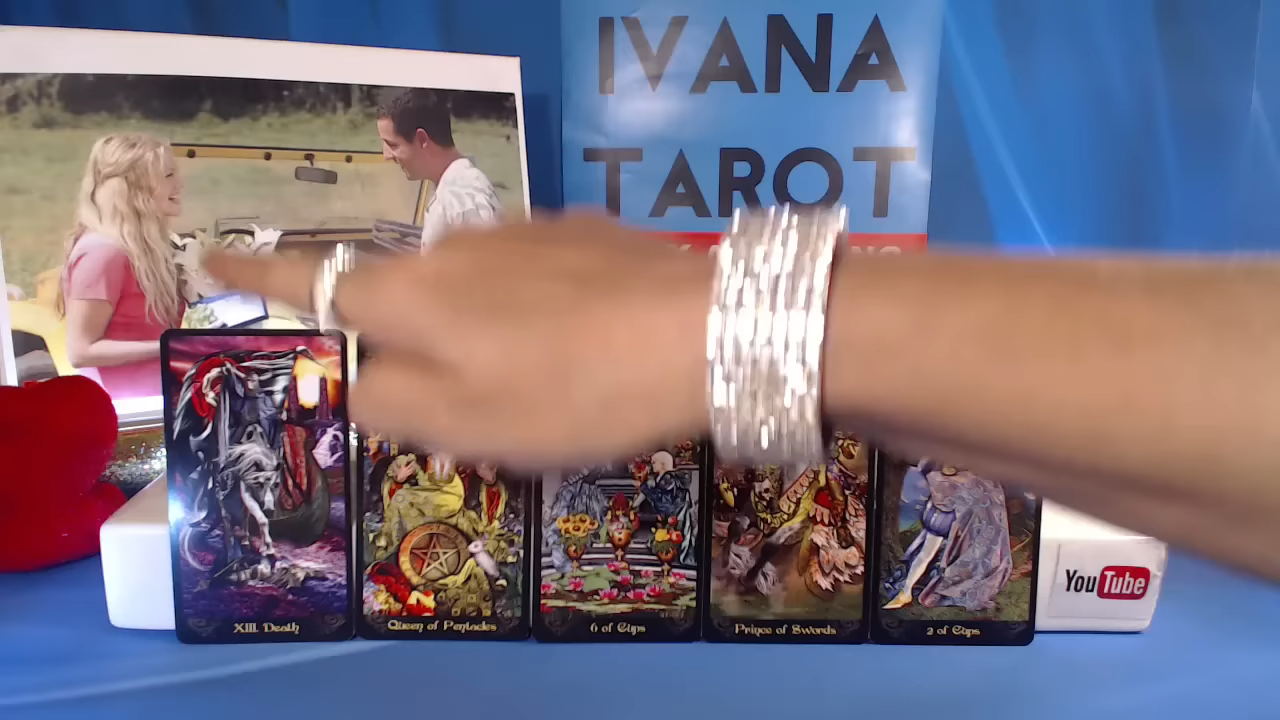 IVANA
TAROT
XIII. Death
Queen of Pentacles
6 of Cups
Prince of Swords
2 of Cups
YouTube